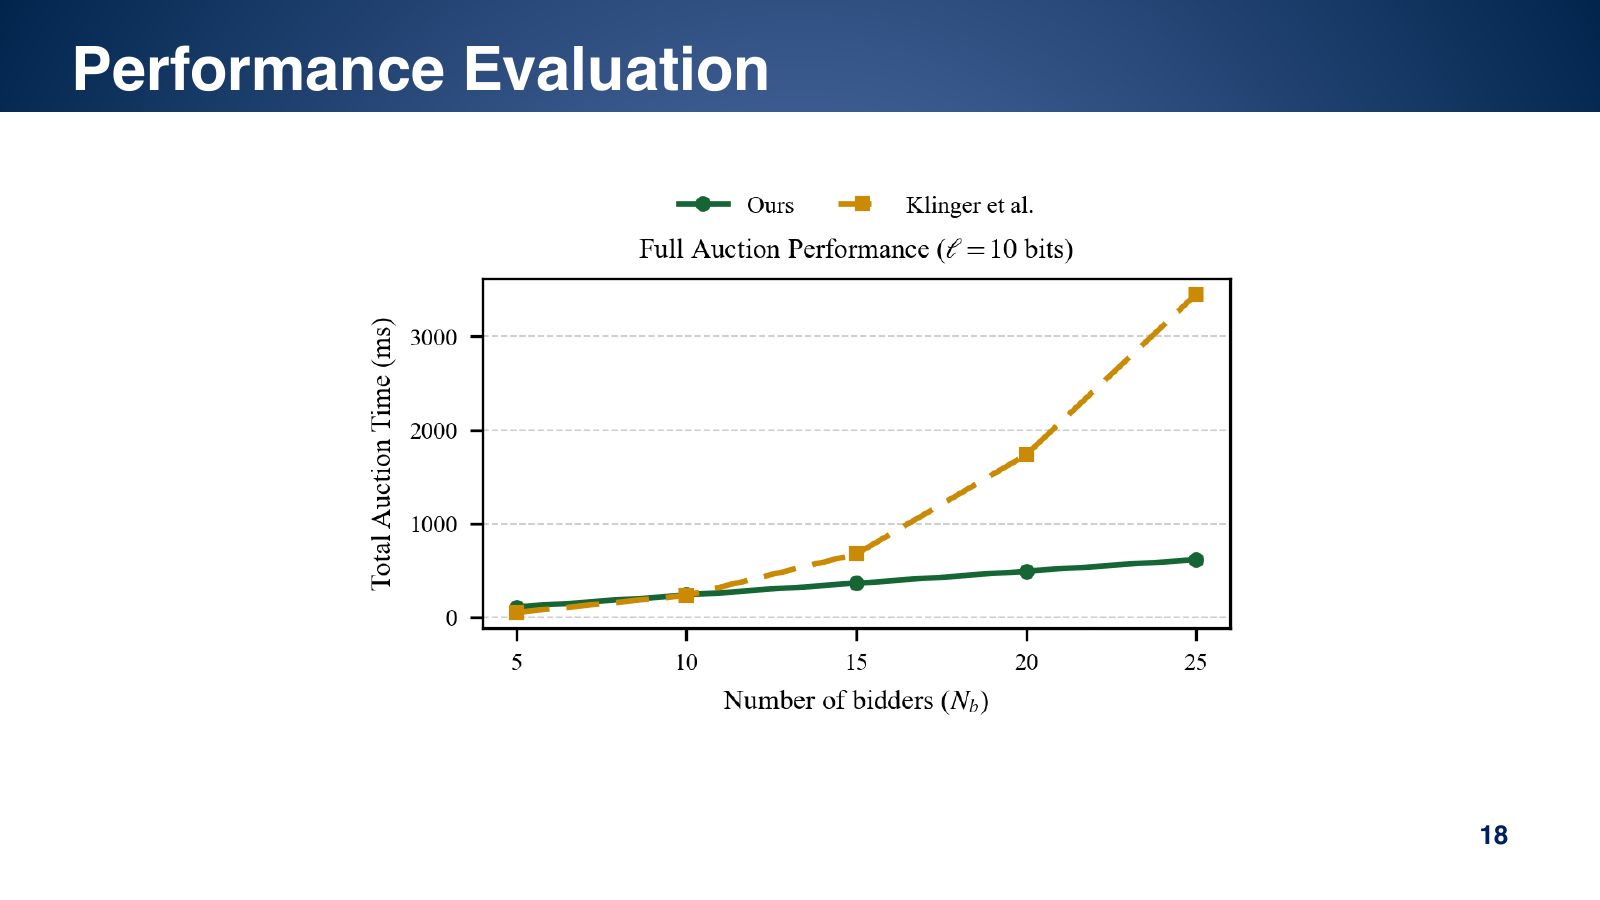 Performance Evaluation
Ours
Klinger et al.
Full Auction Performance (ℓ = 10 bits)
Total Auction Time (ms)
3000
2000
1000
0
5
10
15
20
25
Number of bidders (N_b)
18